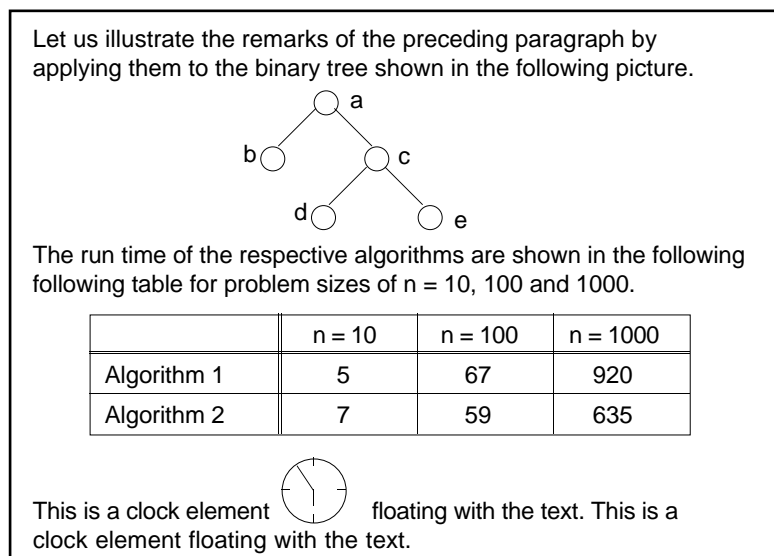 Let us illustrate the remarks of the preceding paragraph by
applying them to the binary tree shown in the following picture.
a
b
c
d
e
The run time of the respective algorithms are shown in the following
following table for problem sizes of n = 10, 100 and 1000.
n = 10 n = 100 n = 1000
Algorithm 1 5 67 920
Algorithm 2 7 59 635
This is a clock element floating with the text. This is a
clock element floating with the text.